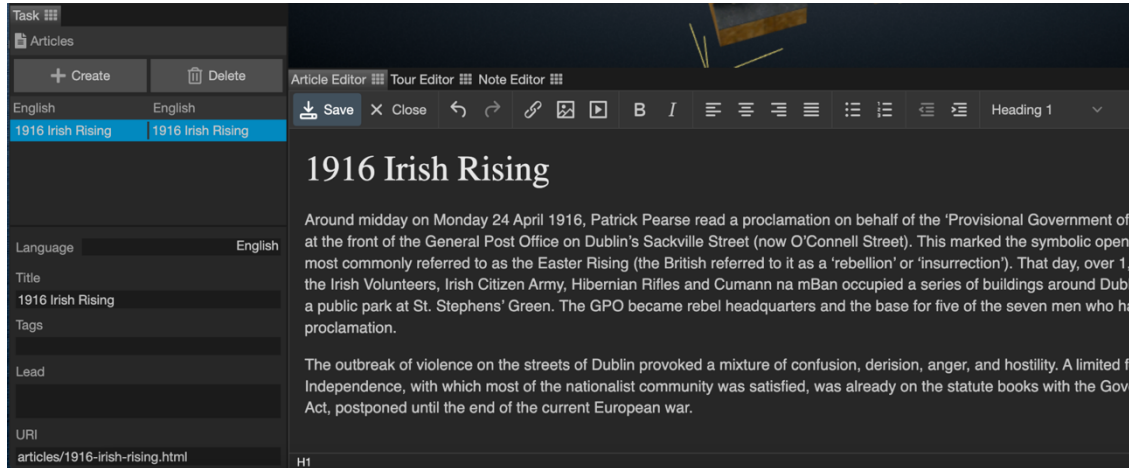 Task
Articles
Create Delete
English English
1916 Irish Rising 1916 Irish Rising
Language English
Title
1916 Irish Rising
Tags
Lead
URI
articles/1916-irish-rising.html
Article Editor Tour Editor Note Editor
Save Close B I Heading 1
1916 Irish Rising
Around midday on Monday 24 April 1916, Patrick Pearse read a proclamation on behalf of the ‘Provisional Government of
at the front of the General Post Office on Dublin’s Sackville Street (now O’Connell Street). This marked the symbolic open
most commonly referred to as the Easter Rising (the British referred to it as a ‘rebellion’ or ‘insurrection’). That day, over 1,
the Irish Volunteers, Irish Citizen Army, Hibernian Rifles and Cumann na mBan occupied a series of buildings around Dubl
a public park at St. Stephens’ Green. The GPO became rebel headquarters and the base for five of the seven men who ha
proclamation.
The outbreak of violence on the streets of Dublin provoked a mixture of confusion, derision, anger, and hostility. A limited f
Independence, with which most of the nationalist community was satisfied, was already on the statute books with the Gov
Act, postponed until the end of the current European war.
H1